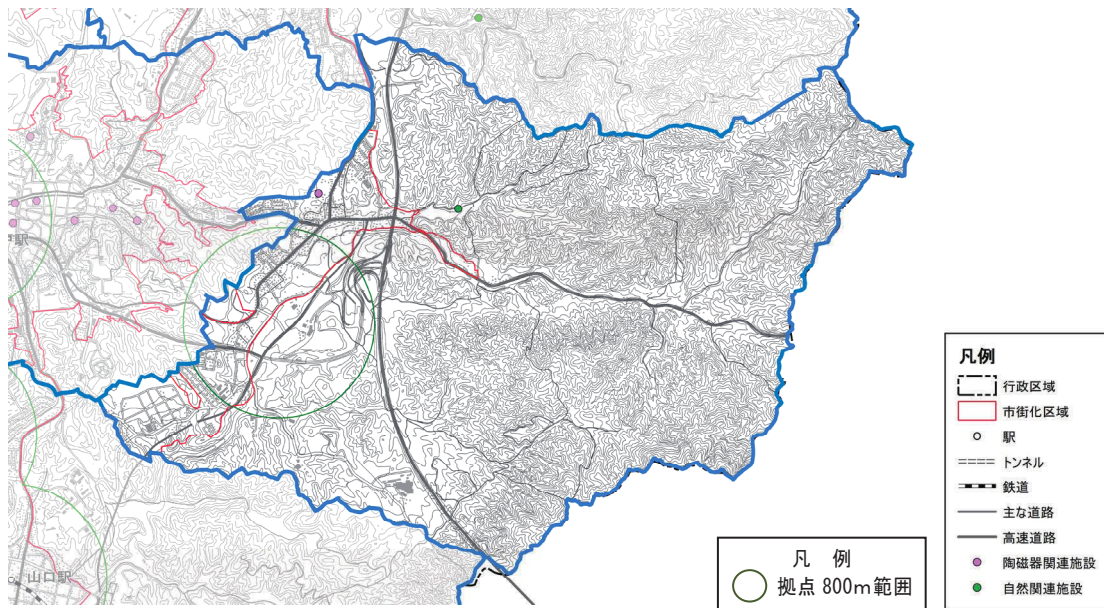 戸駅
山口駅
凡 例
拠点 800m範囲
凡例
行政区域
市街化区域
駅
トンネル
鉄道
主な道路
高速道路
陶磁器関連施設
自然関連施設